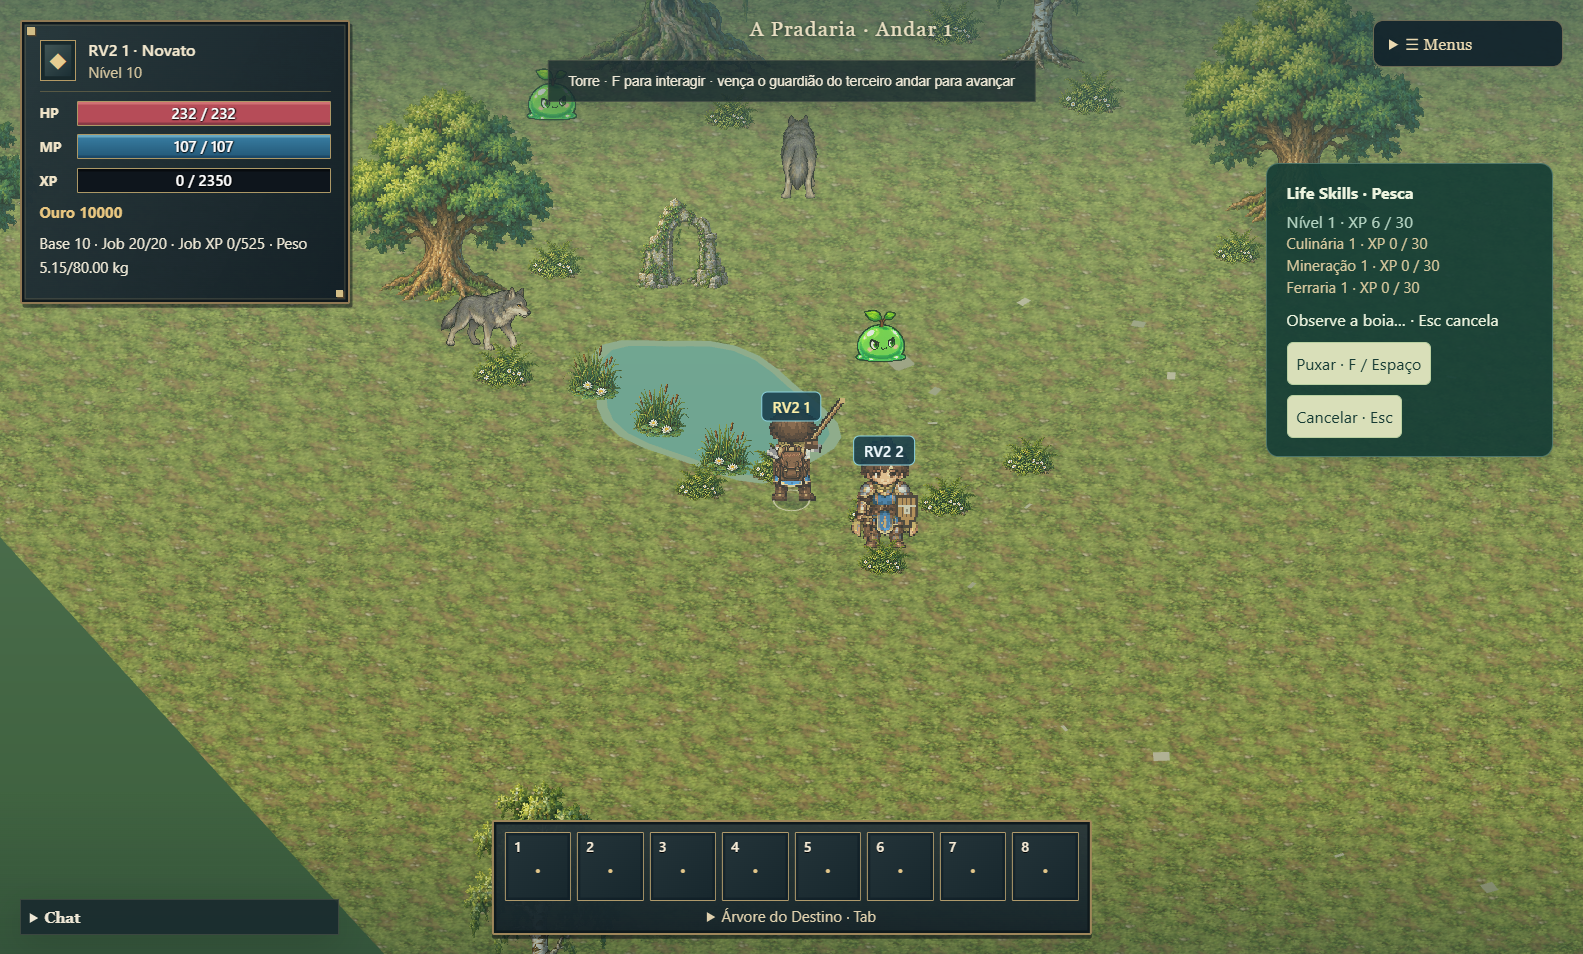 A Pradaria · Andar 1
Torre · F para interagir · vença o guardião do terceiro andar para avançar
RV2 1 · Novato
Nível 10
HP 232 / 232
MP 107 / 107
XP 0 / 2350
Ouro 10000
Base 10 · Job 20/20 · Job XP 0/525 · Peso
5.15/80.00 kg
▶ ☰ Menus
Life Skills · Pesca
Nível 1 · XP 6 / 30
Culinária 1 · XP 0 / 30
Mineração 1 · XP 0 / 30
Ferraria 1 · XP 0 / 30
Observe a boia... · Esc cancela
Puxar · F / Espaço
Cancelar · Esc
RV2 1
RV2 2
1 2 3 4 5 6 7 8
▶ Árvore do Destino · Tab
▶ Chat